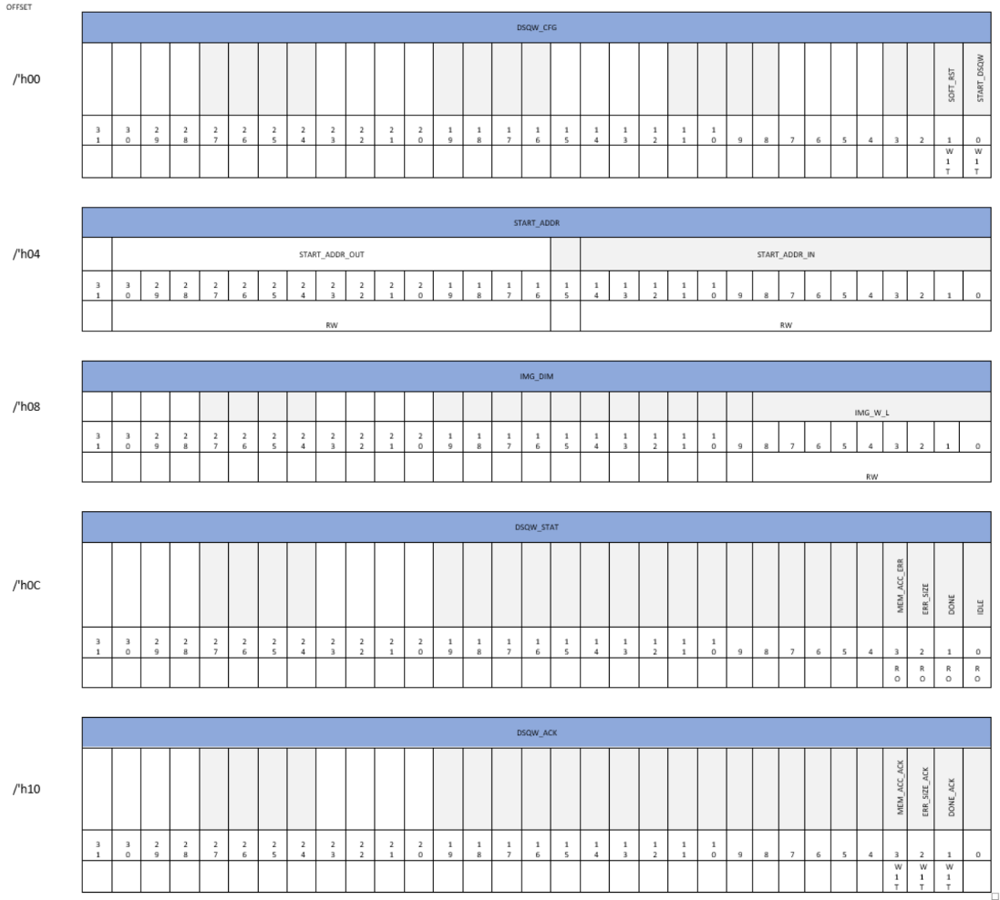 OFFSET
DSQW_CFG
/'h00
SOFT_RST START_DSQW
31 30 29 28 27 26 25 24 23 22 21 20 19 18 17 16 15 14 13 12 11 10 9 8 7 6 5 4 3 2 1 0
W1T W1T
START_ADDR
/'h04
START_ADDR_OUT START_ADDR_IN
31 30 29 28 27 26 25 24 23 22 21 20 19 18 17 16 15 14 13 12 11 10 9 8 7 6 5 4 3 2 1 0
RW RW
IMG_DIM
/'h08
IMG_W_L
31 30 29 28 27 26 25 24 23 22 21 20 19 18 17 16 15 14 13 12 11 10 9 8 7 6 5 4 3 2 1 0
RW
DSQW_STAT
/'h0C
MEM_ACC_ERR ERR_SIZE DONE IDLE
31 30 29 28 27 26 25 24 23 22 21 20 19 18 17 16 15 14 13 12 11 10 9 8 7 6 5 4 3 2 1 0
RO RO RO RO
DSQW_ACK
/'h10
MEM_ACC_ACK ERR_SIZE_ACK DONE_ACK
31 30 29 28 27 26 25 24 23 22 21 20 19 18 17 16 15 14 13 12 11 10 9 8 7 6 5 4 3 2 1 0
W1T W1T W1T